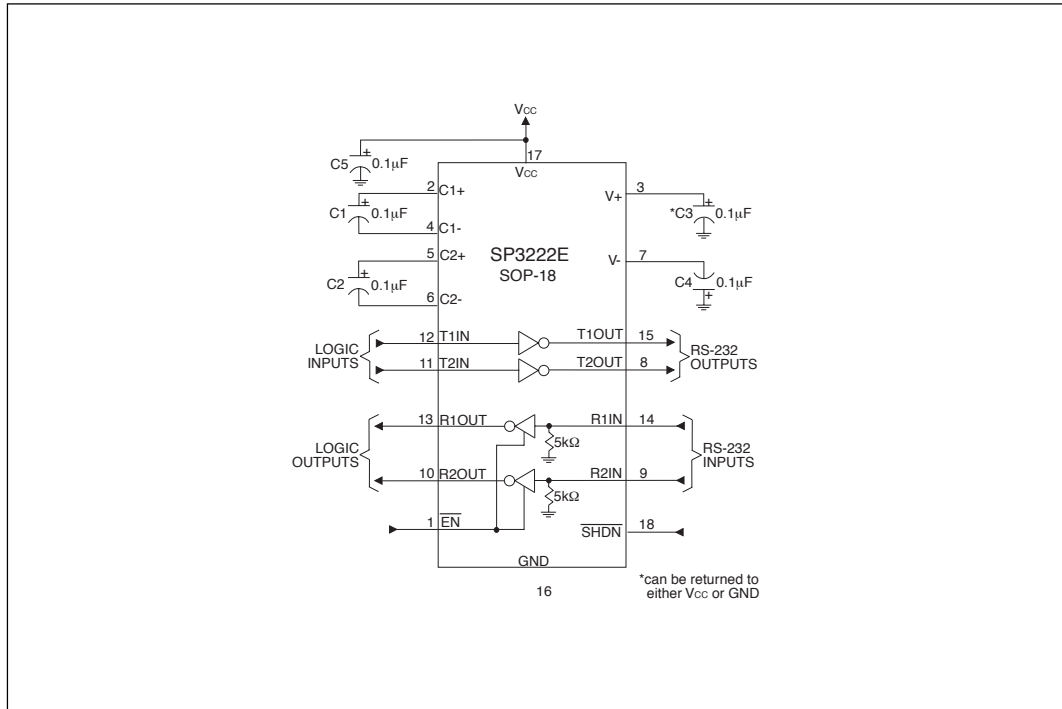 VCC
C5
+
0.1µF
17
VCC
2
C1+
C1
+
0.1µF
4
C1-
5
C2+
C2
+
0.1µF
6
C2-
V+
3
*C3
+
0.1µF
V-
7
C4
0.1µF
+
SP3222E
SOP-18
LOGIC
INPUTS
12
T1IN
T1OUT
15
11
T2IN
T2OUT
8
RS-232
OUTPUTS
LOGIC
OUTPUTS
13
R1OUT
R1IN
14
5kΩ
10
R2OUT
R2IN
9
5kΩ
RS-232
INPUTS
1
EN
SHDN
18
GND
16
*can be returned to
either VCC or GND